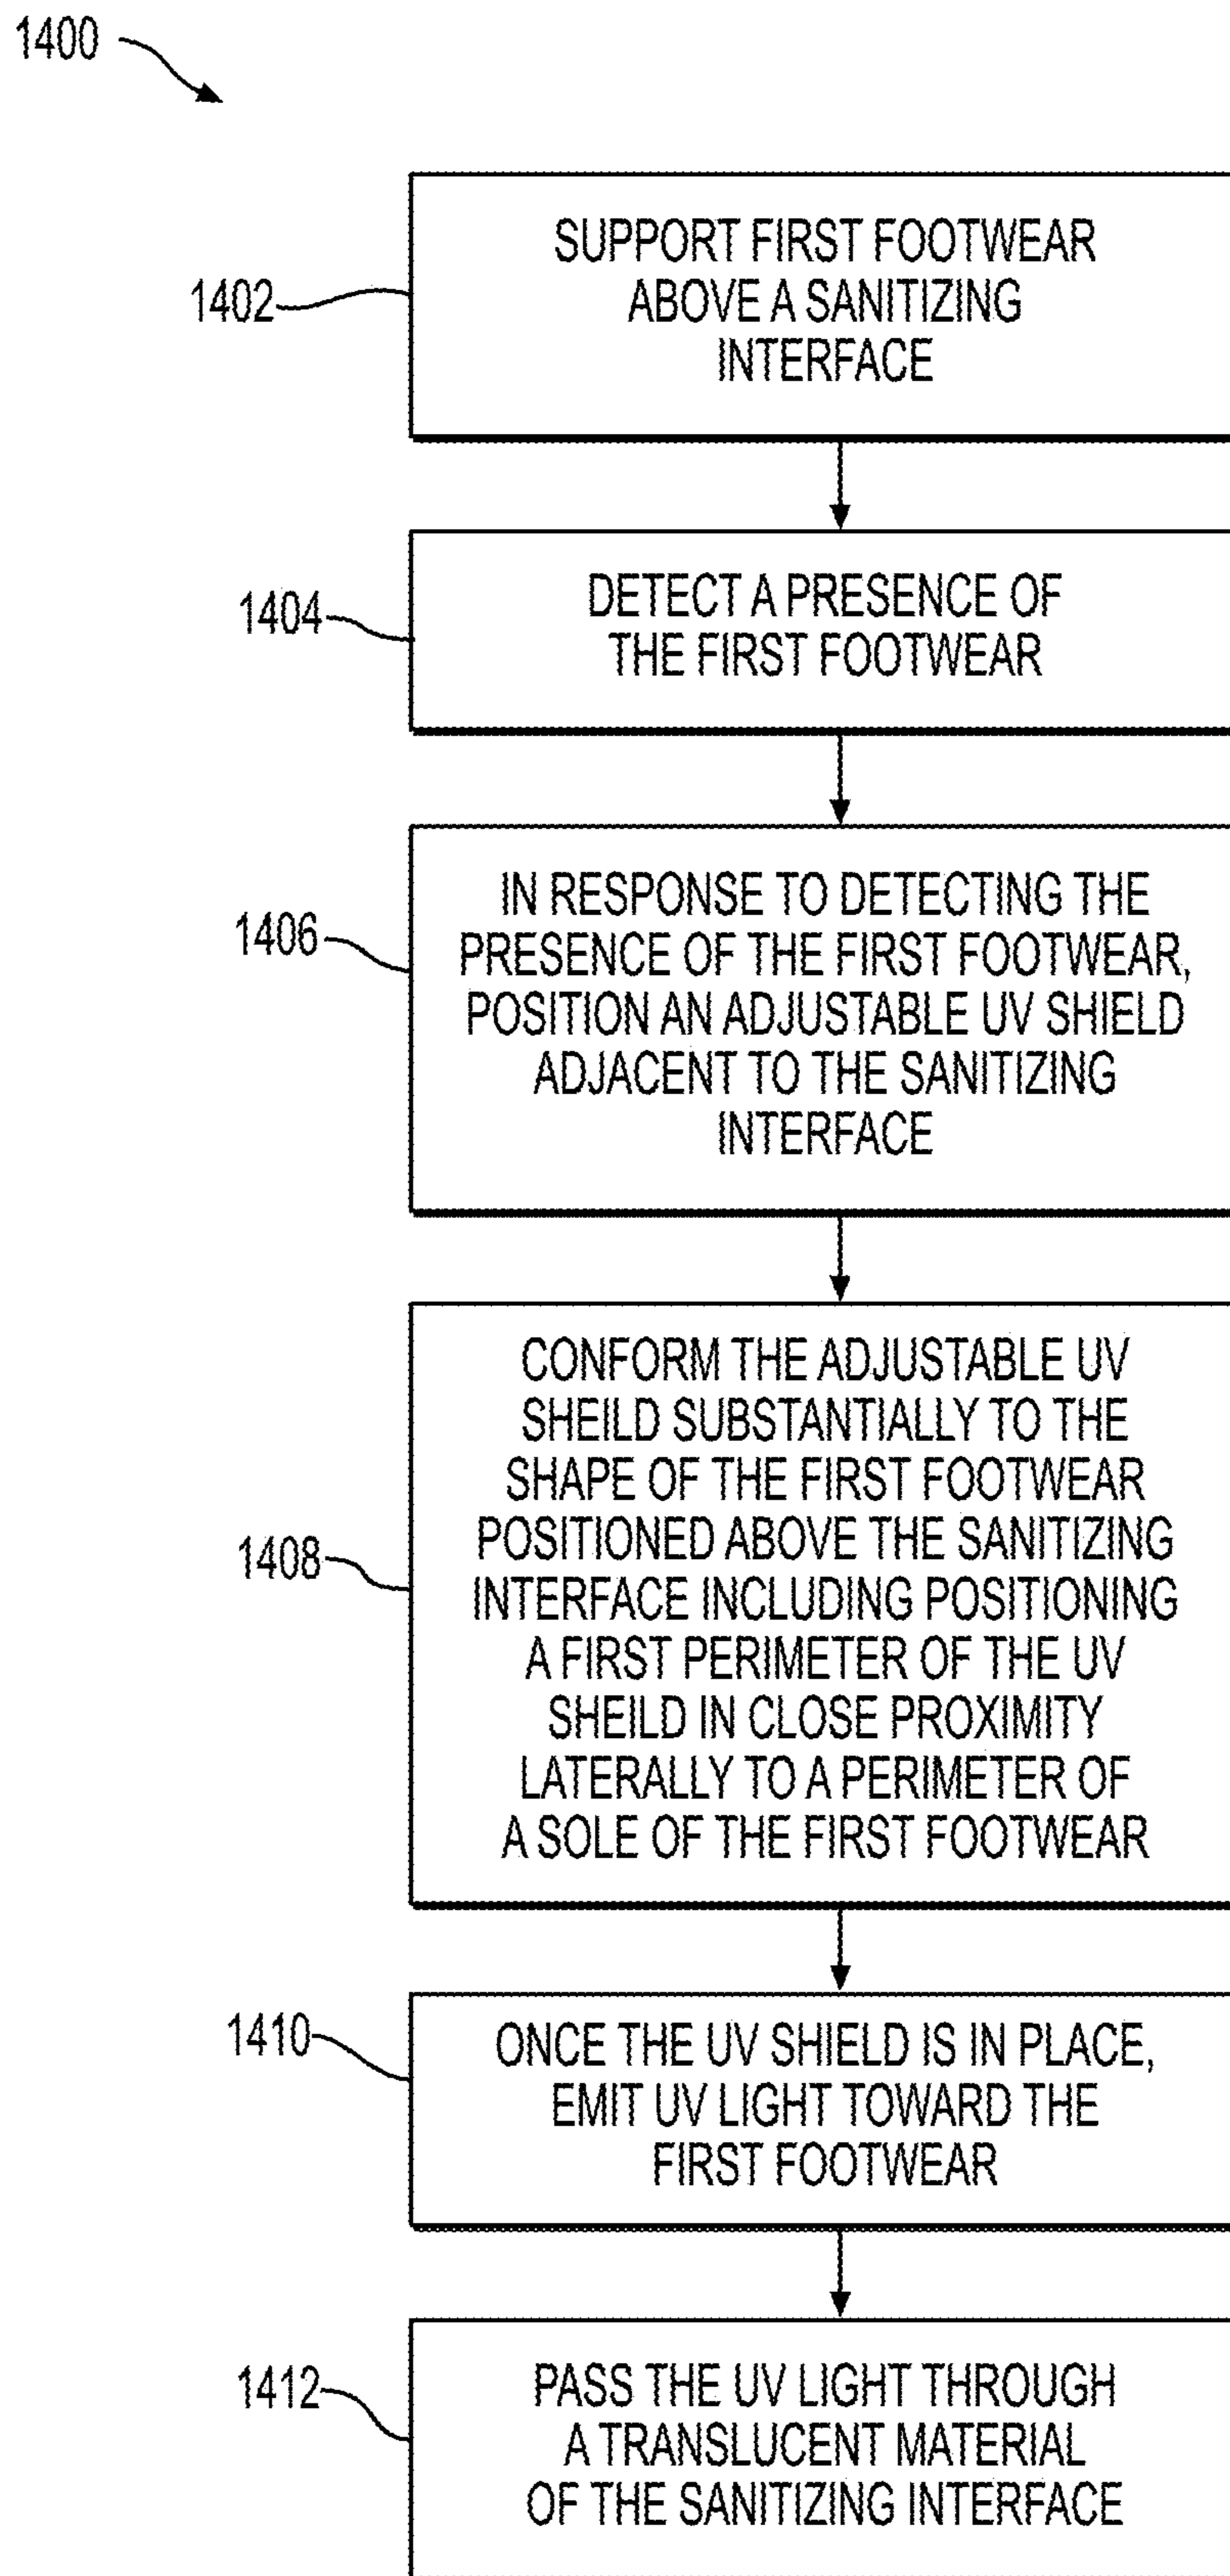 1400
1402
SUPPORT FIRST FOOTWEAR
ABOVE A SANITIZING
INTERFACE
1404
DETECT A PRESENCE OF
THE FIRST FOOTWEAR
1406
IN RESPONSE TO DETECTING THE
PRESENCE OF THE FIRST FOOTWEAR,
POSITION AN ADJUSTABLE UV SHIELD
ADJACENT TO THE SANITIZING
INTERFACE
1408
CONFORM THE ADJUSTABLE UV
SHEILD SUBSTANTIALLY TO THE
SHAPE OF THE FIRST FOOTWEAR
POSITIONED ABOVE THE SANITIZING
INTERFACE INCLUDING POSITIONING
A FIRST PERIMETER OF THE UV
SHEILD IN CLOSE PROXIMITY
LATERALLY TO A PERIMETER OF
A SOLE OF THE FIRST FOOTWEAR
1410
ONCE THE UV SHIELD IS IN PLACE,
EMIT UV LIGHT TOWARD THE
FIRST FOOTWEAR
1412
PASS THE UV LIGHT THROUGH
A TRANSLUCENT MATERIAL
OF THE SANITIZING INTERFACE